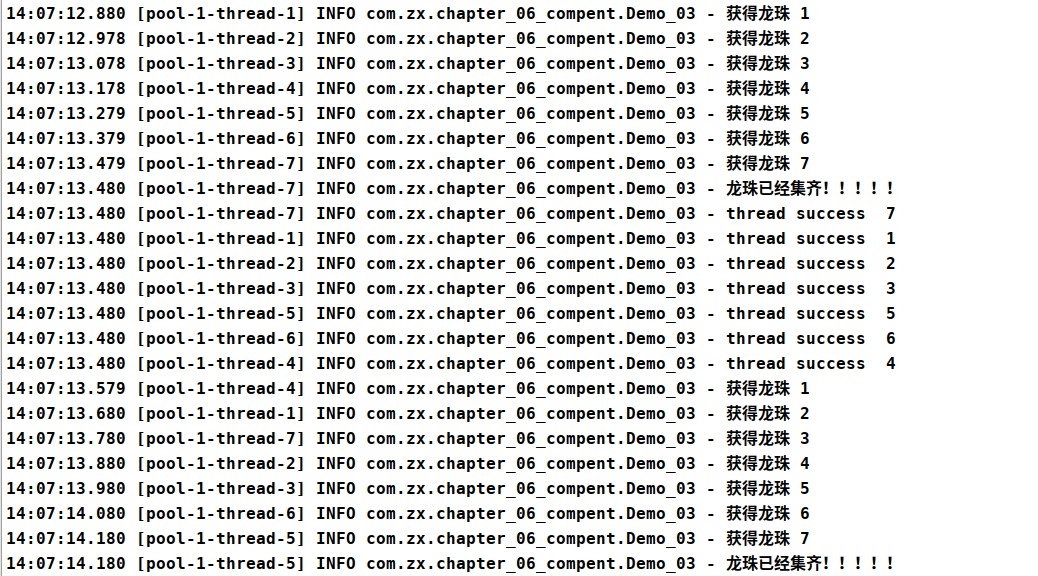 14:07:12.880 [pool-1-thread-1] INFO com.zx.chapter_06_compent.Demo_03 - 获得龙珠 1
14:07:12.978 [pool-1-thread-2] INFO com.zx.chapter_06_compent.Demo_03 - 获得龙珠 2
14:07:13.078 [pool-1-thread-3] INFO com.zx.chapter_06_compent.Demo_03 - 获得龙珠 3
14:07:13.178 [pool-1-thread-4] INFO com.zx.chapter_06_compent.Demo_03 - 获得龙珠 4
14:07:13.279 [pool-1-thread-5] INFO com.zx.chapter_06_compent.Demo_03 - 获得龙珠 5
14:07:13.379 [pool-1-thread-6] INFO com.zx.chapter_06_compent.Demo_03 - 获得龙珠 6
14:07:13.479 [pool-1-thread-7] INFO com.zx.chapter_06_compent.Demo_03 - 获得龙珠 7
14:07:13.480 [pool-1-thread-7] INFO com.zx.chapter_06_compent.Demo_03 - 龙珠已经集齐！！！！！
14:07:13.480 [pool-1-thread-7] INFO com.zx.chapter_06_compent.Demo_03 - thread success  7
14:07:13.480 [pool-1-thread-1] INFO com.zx.chapter_06_compent.Demo_03 - thread success  1
14:07:13.480 [pool-1-thread-2] INFO com.zx.chapter_06_compent.Demo_03 - thread success  2
14:07:13.480 [pool-1-thread-3] INFO com.zx.chapter_06_compent.Demo_03 - thread success  3
14:07:13.480 [pool-1-thread-5] INFO com.zx.chapter_06_compent.Demo_03 - thread success  5
14:07:13.480 [pool-1-thread-6] INFO com.zx.chapter_06_compent.Demo_03 - thread success  6
14:07:13.480 [pool-1-thread-4] INFO com.zx.chapter_06_compent.Demo_03 - thread success  4
14:07:13.579 [pool-1-thread-4] INFO com.zx.chapter_06_compent.Demo_03 - 获得龙珠 1
14:07:13.680 [pool-1-thread-1] INFO com.zx.chapter_06_compent.Demo_03 - 获得龙珠 2
14:07:13.780 [pool-1-thread-7] INFO com.zx.chapter_06_compent.Demo_03 - 获得龙珠 3
14:07:13.880 [pool-1-thread-2] INFO com.zx.chapter_06_compent.Demo_03 - 获得龙珠 4
14:07:13.980 [pool-1-thread-3] INFO com.zx.chapter_06_compent.Demo_03 - 获得龙珠 5
14:07:14.080 [pool-1-thread-6] INFO com.zx.chapter_06_compent.Demo_03 - 获得龙珠 6
14:07:14.180 [pool-1-thread-5] INFO com.zx.chapter_06_compent.Demo_03 - 获得龙珠 7
14:07:14.180 [pool-1-thread-5] INFO com.zx.chapter_06_compent.Demo_03 - 龙珠已经集齐！！！！！